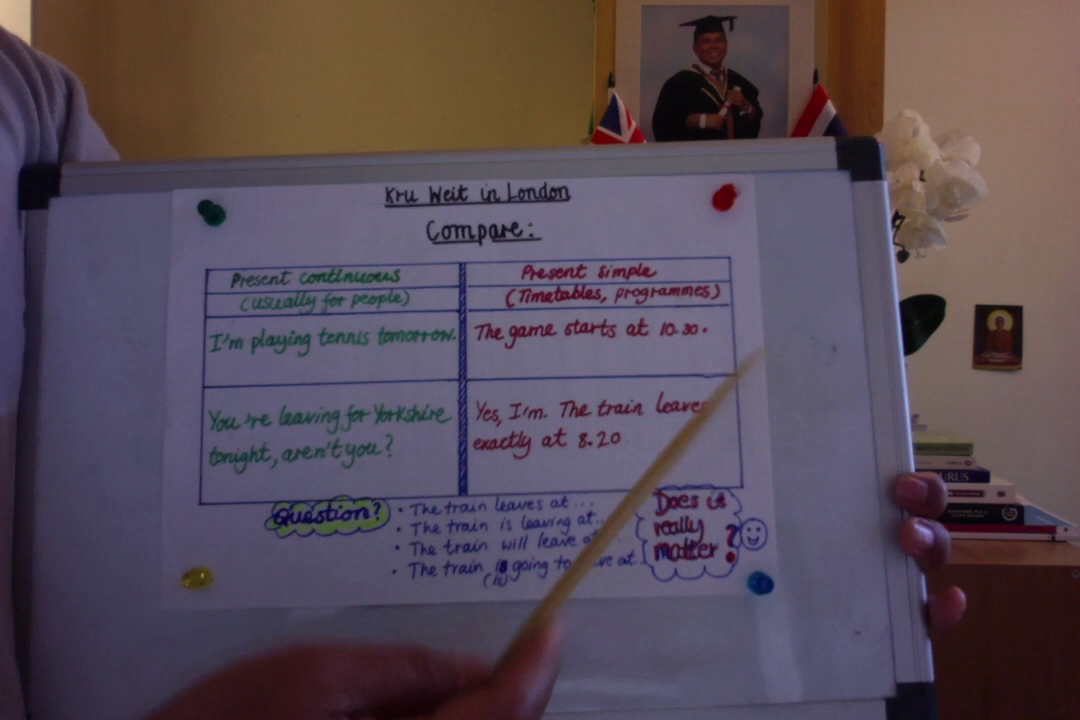 Kru Weit in London
Compare:
Present continuous
(usually for people)
Present simple
(Timetables, programmes)
I'm playing tennis tomorrow.
The game starts at 10.30.
You're leaving for Yorkshire
tonight, aren't you?
Yes, I'm. The train leaves
exactly at 8.20
Question?
• The train leaves at ...
• The train is leaving at...
• The train will leave at
• The train is going to at
(is)
Does it
really
matter?